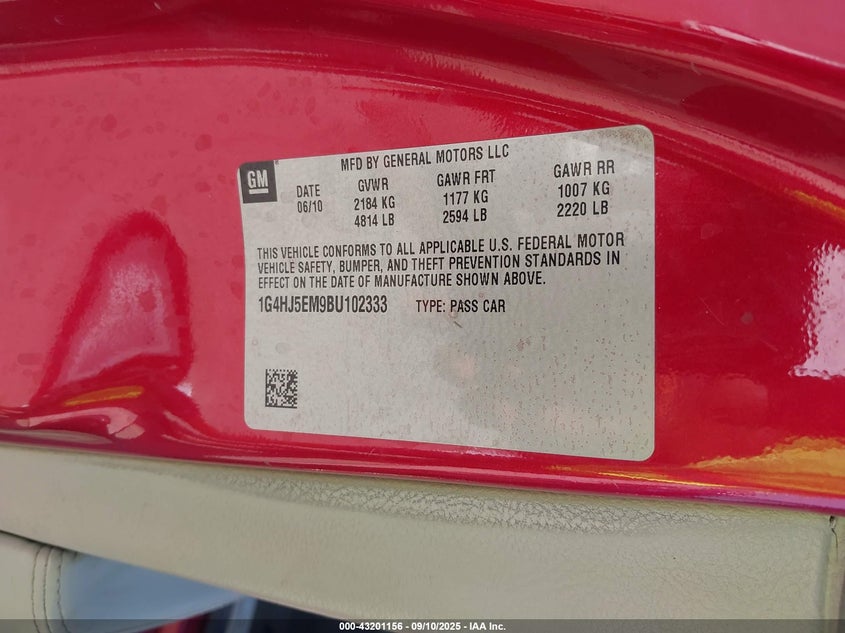 GM
MFD BY GENERAL MOTORS LLC
DATE GVWR GAWR FRT GAWR RR
06/10 2184 KG 1177 KG 1007 KG
4814 LB 2594 LB 2220 LB
THIS VEHICLE CONFORMS TO ALL APPLICABLE U.S. FEDERAL MOTOR
VEHICLE SAFETY, BUMPER, AND THEFT PREVENTION STANDARDS IN
EFFECT ON THE DATE OF MANUFACTURE SHOWN ABOVE.
1G4HJ5EM9BU102333 TYPE: PASS CAR
000-43201156 - 09/10/2025 - IAA Inc.